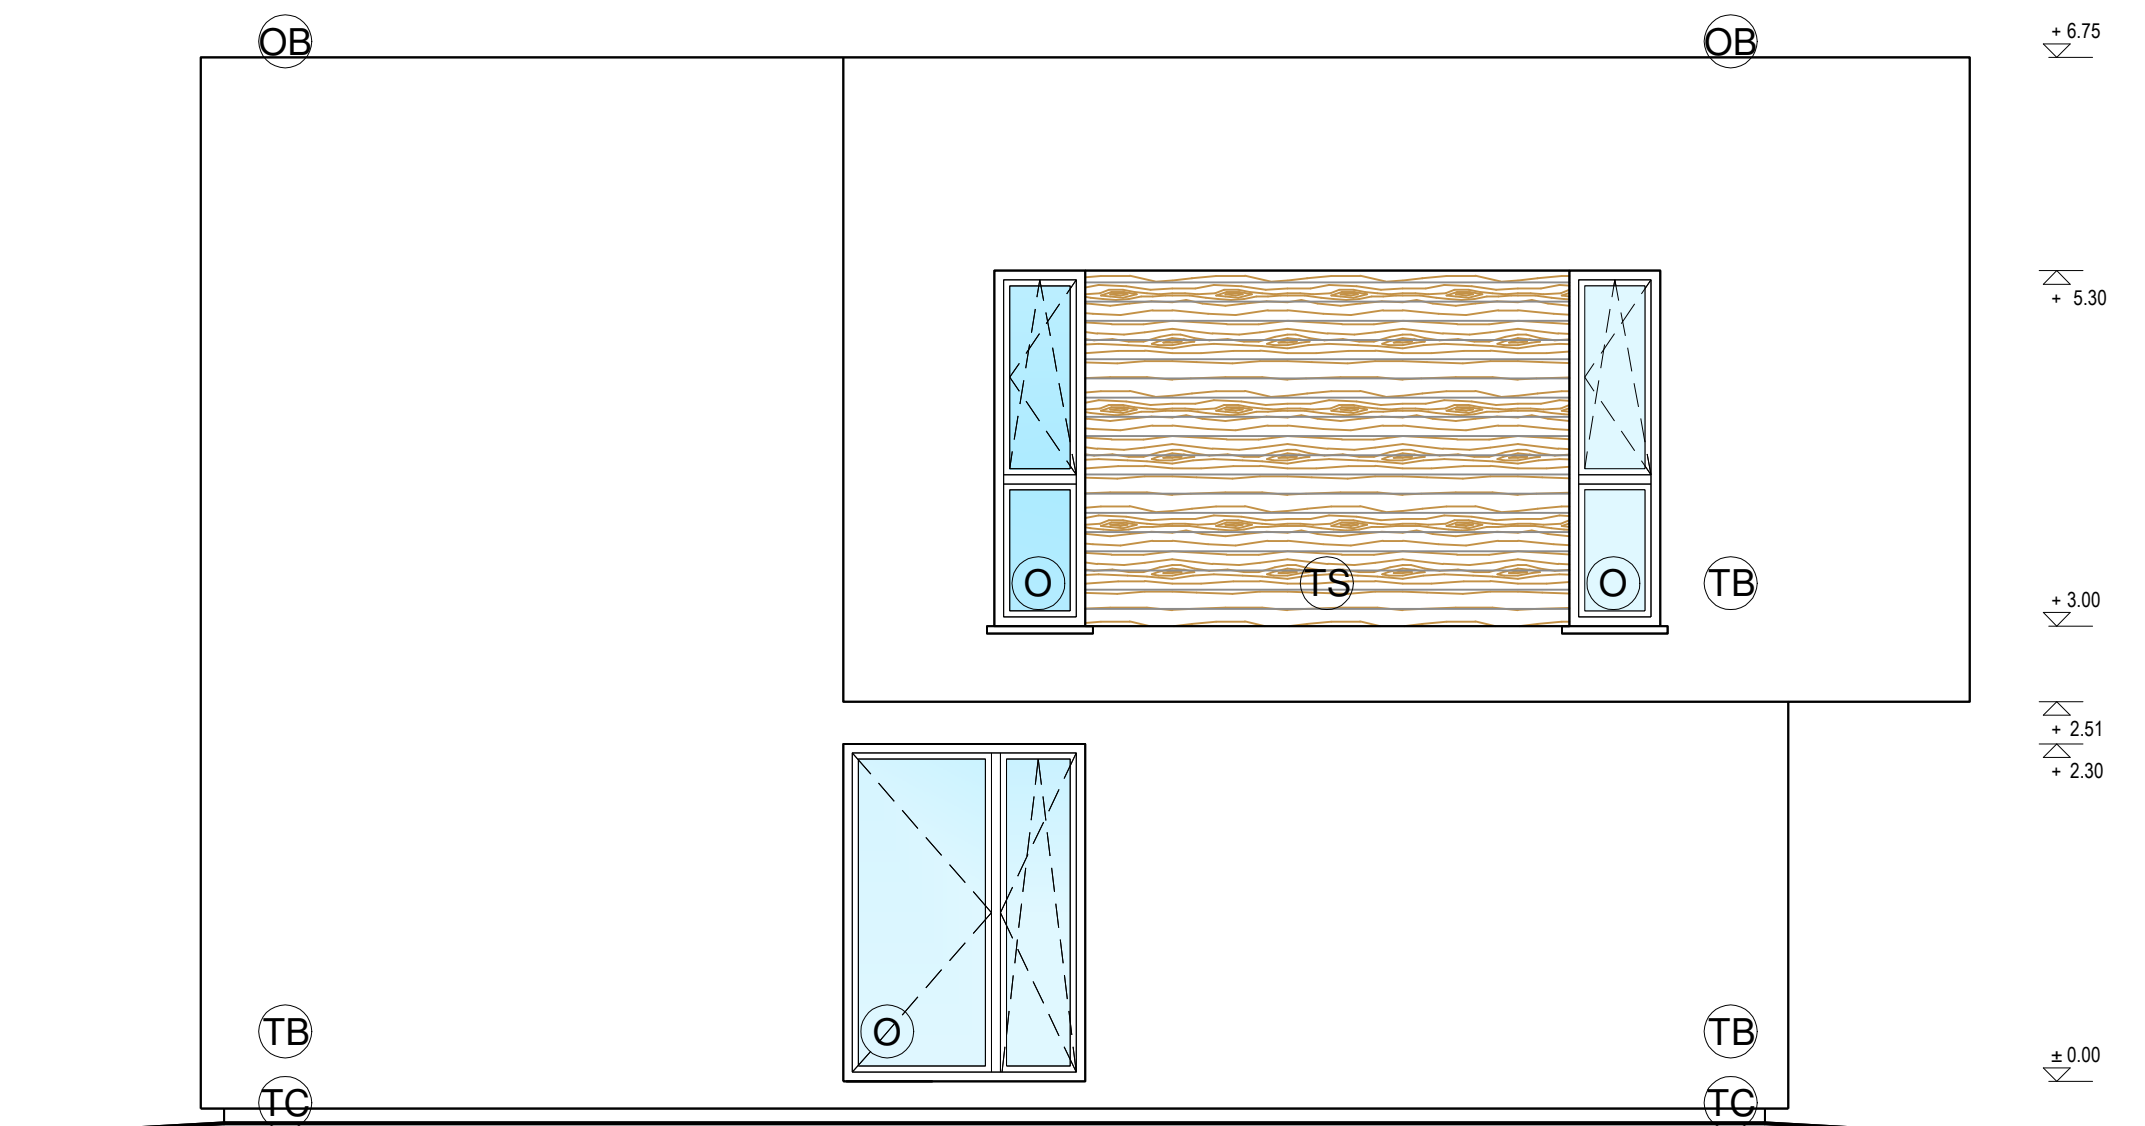 OB
OB
+ 6.75
+ 5.30
O
TS
O
TB
+ 3.00
+ 2.51
+ 2.30
TB
O
TB
± 0.00
TC
TC